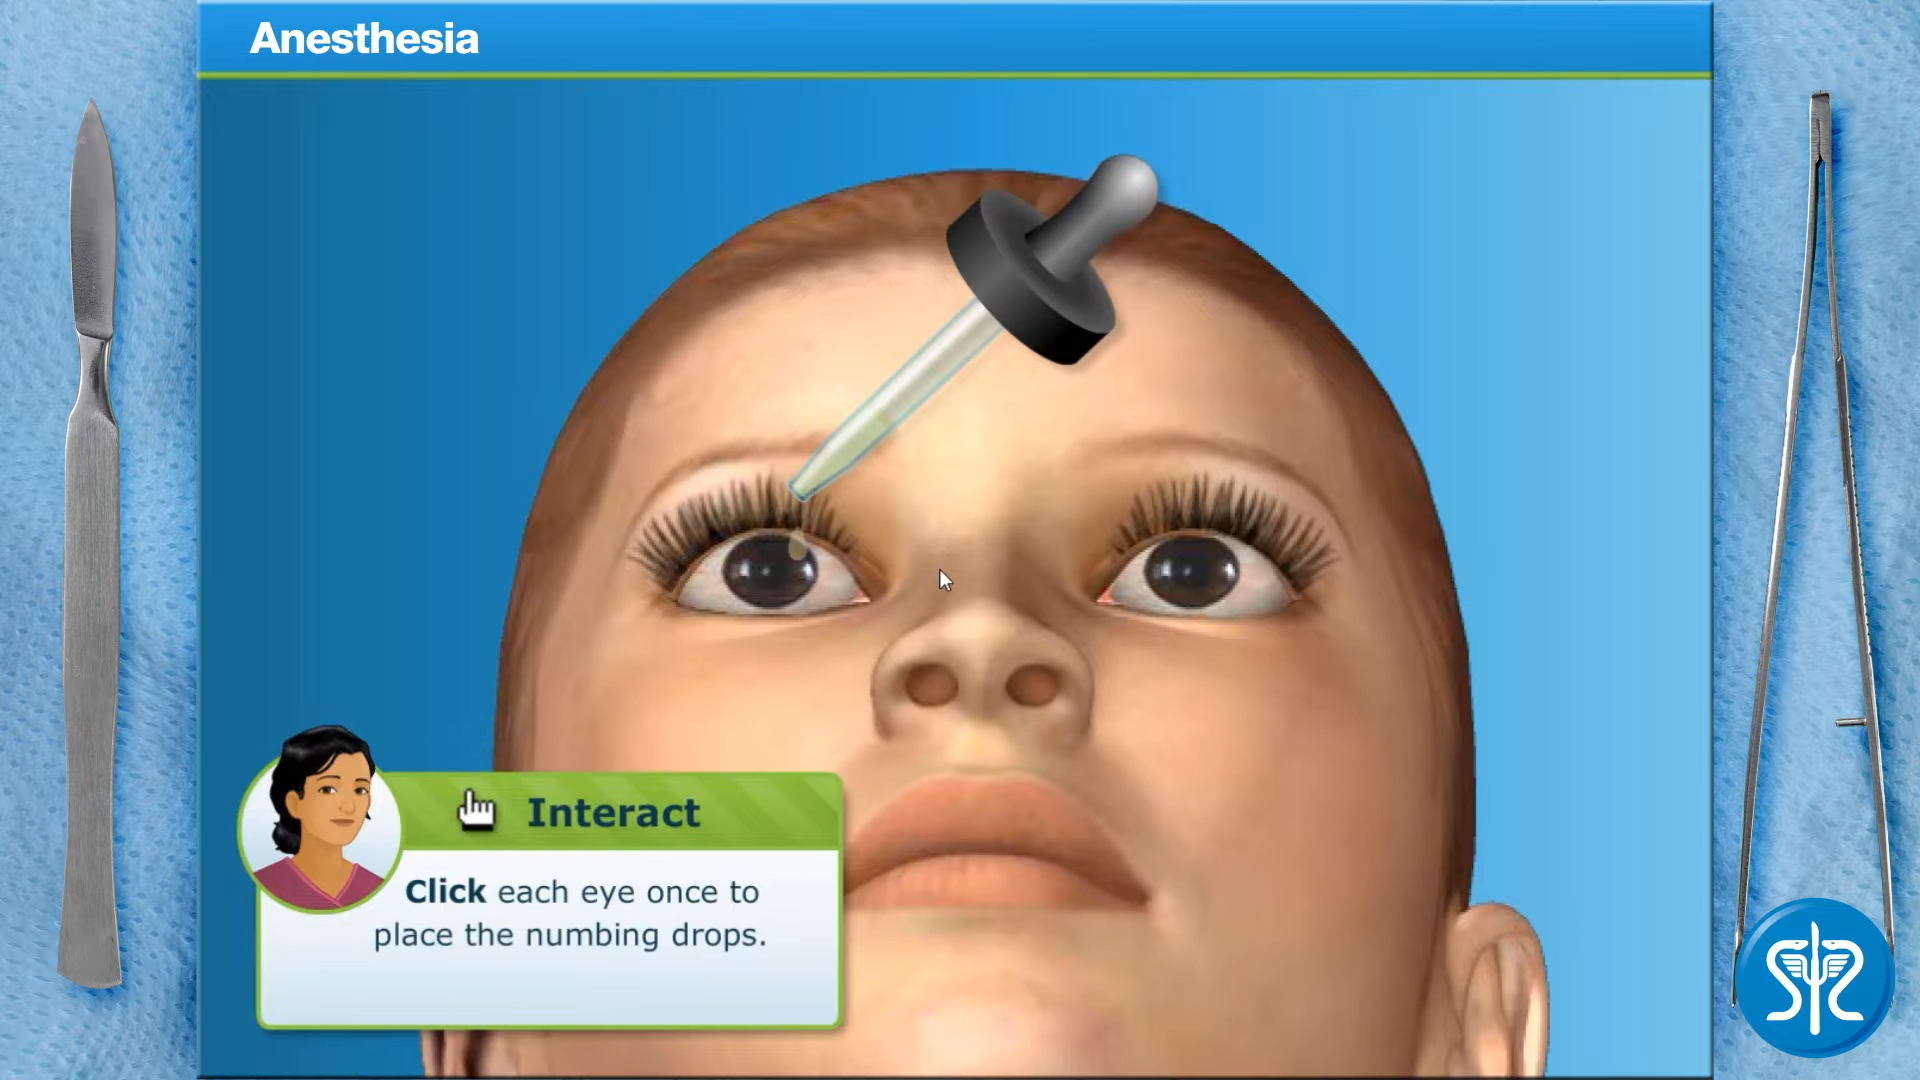 Anesthesia
Interact
Click each eye once to
place the numbing drops.